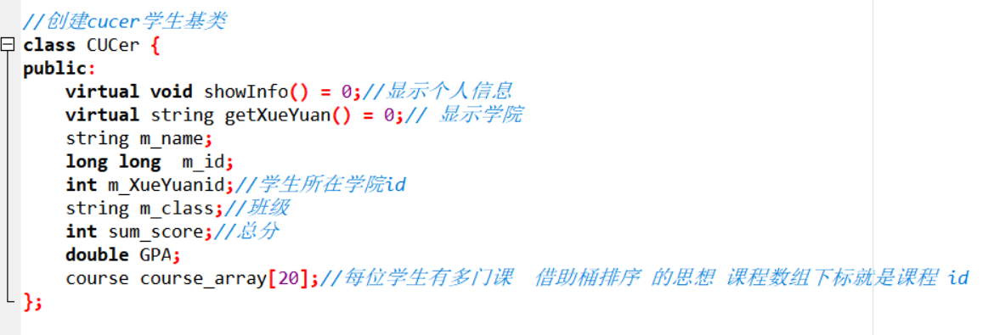 //创建cucer学生基类
class CUCer {
public:
    virtual void showInfo() = 0;//显示个人信息
    virtual string getXueYuan() = 0;// 显示学院
    string m_name;
    long long  m_id;
    int m_XueYuanid;//学生所在学院id
    string m_class;//班级
    int sum_score;//总分
    double GPA;
    course course_array[20];//每位学生有多门课  借助桶排序 的思想 课程数组下标就是课程 id
};